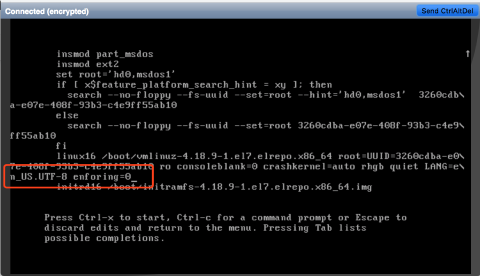 Connected (encrypted)
Send CtrlAltDel
insmod part_msdos
insmod ext2
set root='hd0,msdos1'
if [ x$feature_platform_search_hint = xy ]; then
search --no-floppy --fs-uuid --set=root --hint='hd0,msdos1' 3260cdb\
a-e07e-408f-93b3-c4e9ff55ab10
else
search --no-floppy --fs-uuid --set=root 3260cdba-e07e-408f-93b3-c4e9\
ff55ab10
fi
linux16 /boot/vmlinuz-4.18.9-1.el7.elrepo.x86_64 root=UUID=3260cdba-e0\
7e-408f-93b3-c4e9ff55ab10 ro consoleblank=0 crashkernel=auto rhgb quiet LANG=e\
n_US.UTF-8 enforing=0_
initrd16 /boot/initramfs-4.18.9-1.el7.elrepo.x86_64.img
Press Ctrl-x to start, Ctrl-c for a command prompt or Escape to
discard edits and return to the menu. Pressing Tab lists
possible completions.